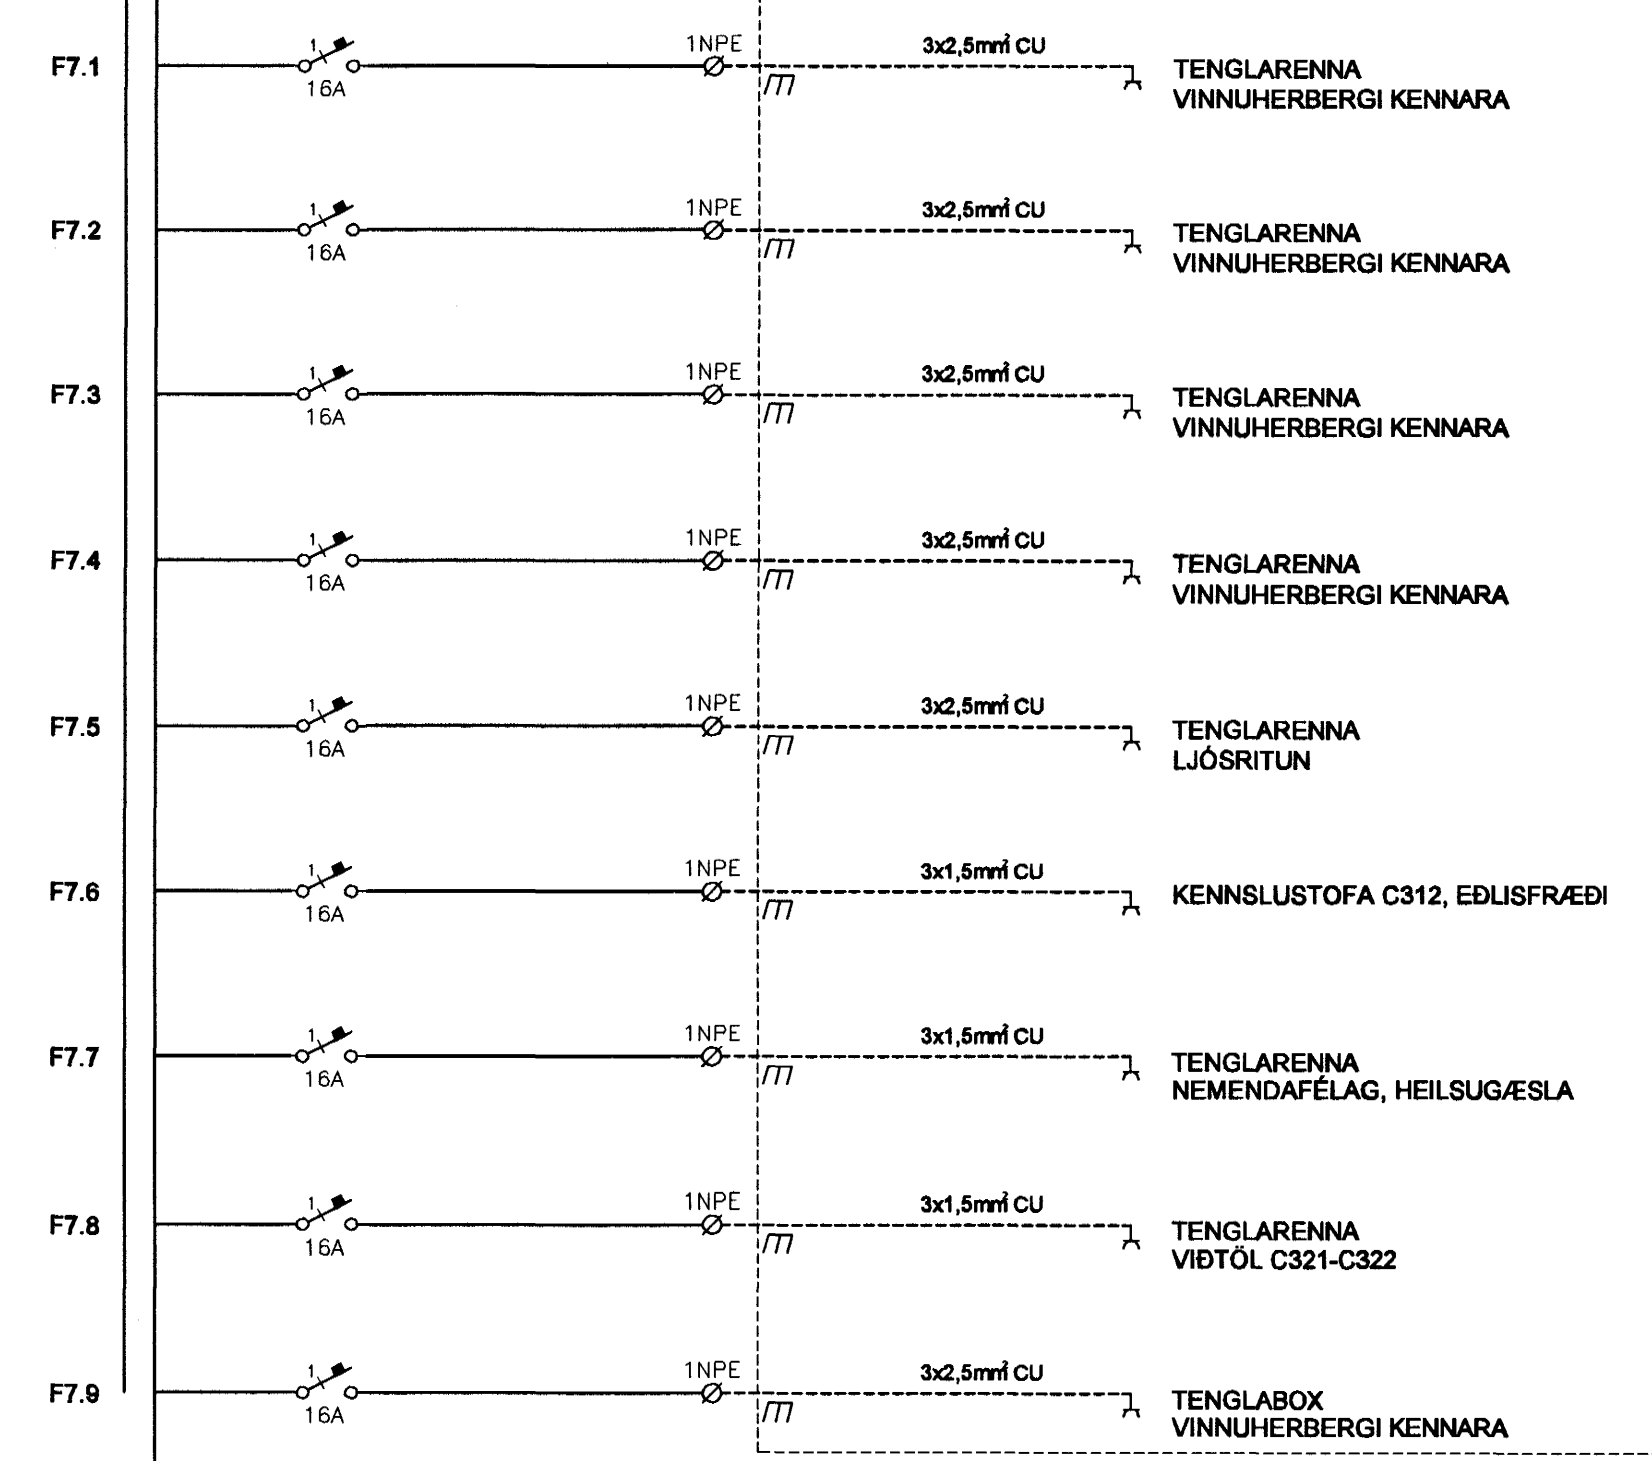 F7.1 1 16A 1NPE 3x2,5mm² CU TENGLARENNA
VINNUHERBERGI KENNARA
F7.2 1 16A 1NPE 3x2,5mm² CU TENGLARENNA
VINNUHERBERGI KENNARA
F7.3 1 16A 1NPE 3x2,5mm² CU TENGLARENNA
VINNUHERBERGI KENNARA
F7.4 1 16A 1NPE 3x2,5mm² CU TENGLARENNA
VINNUHERBERGI KENNARA
F7.5 1 16A 1NPE 3x2,5mm² CU TENGLARENNA
LJÓSRITUN
F7.6 1 16A 1NPE 3x1,5mm² CU KENNSLUSTOFA C312, EÐLISFRÆÐI
F7.7 1 16A 1NPE 3x1,5mm² CU TENGLARENNA
NEMENDAFÉLAG, HEILSUGÆSLA
F7.8 1 16A 1NPE 3x1,5mm² CU TENGLARENNA
VIÐTÖL C321-C322
F7.9 1 16A 1NPE 3x2,5mm² CU TENGLABOX
VINNUHERBERGI KENNARA